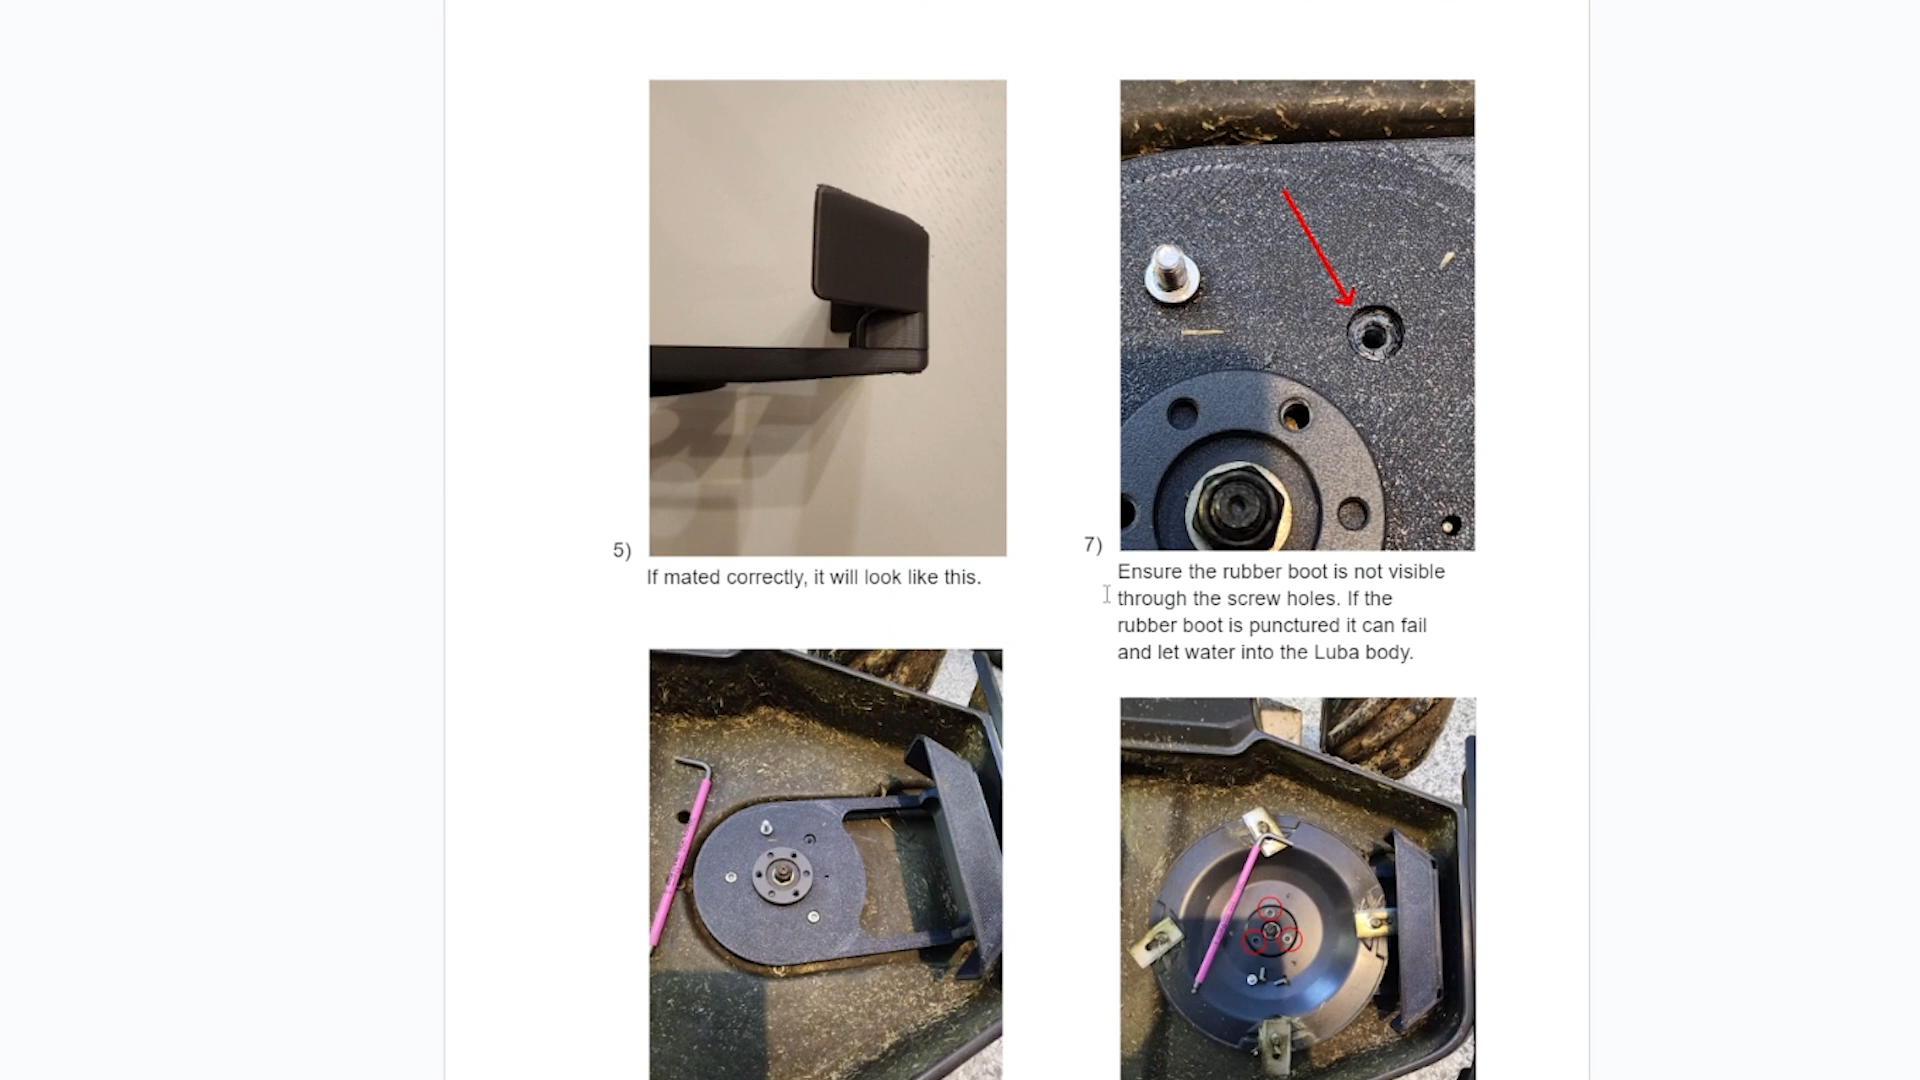 5)
If mated correctly, it will look like this.
7)
Ensure the rubber boot is not visible
through the screw holes. If the
rubber boot is punctured it can fail
and let water into the Luba body.